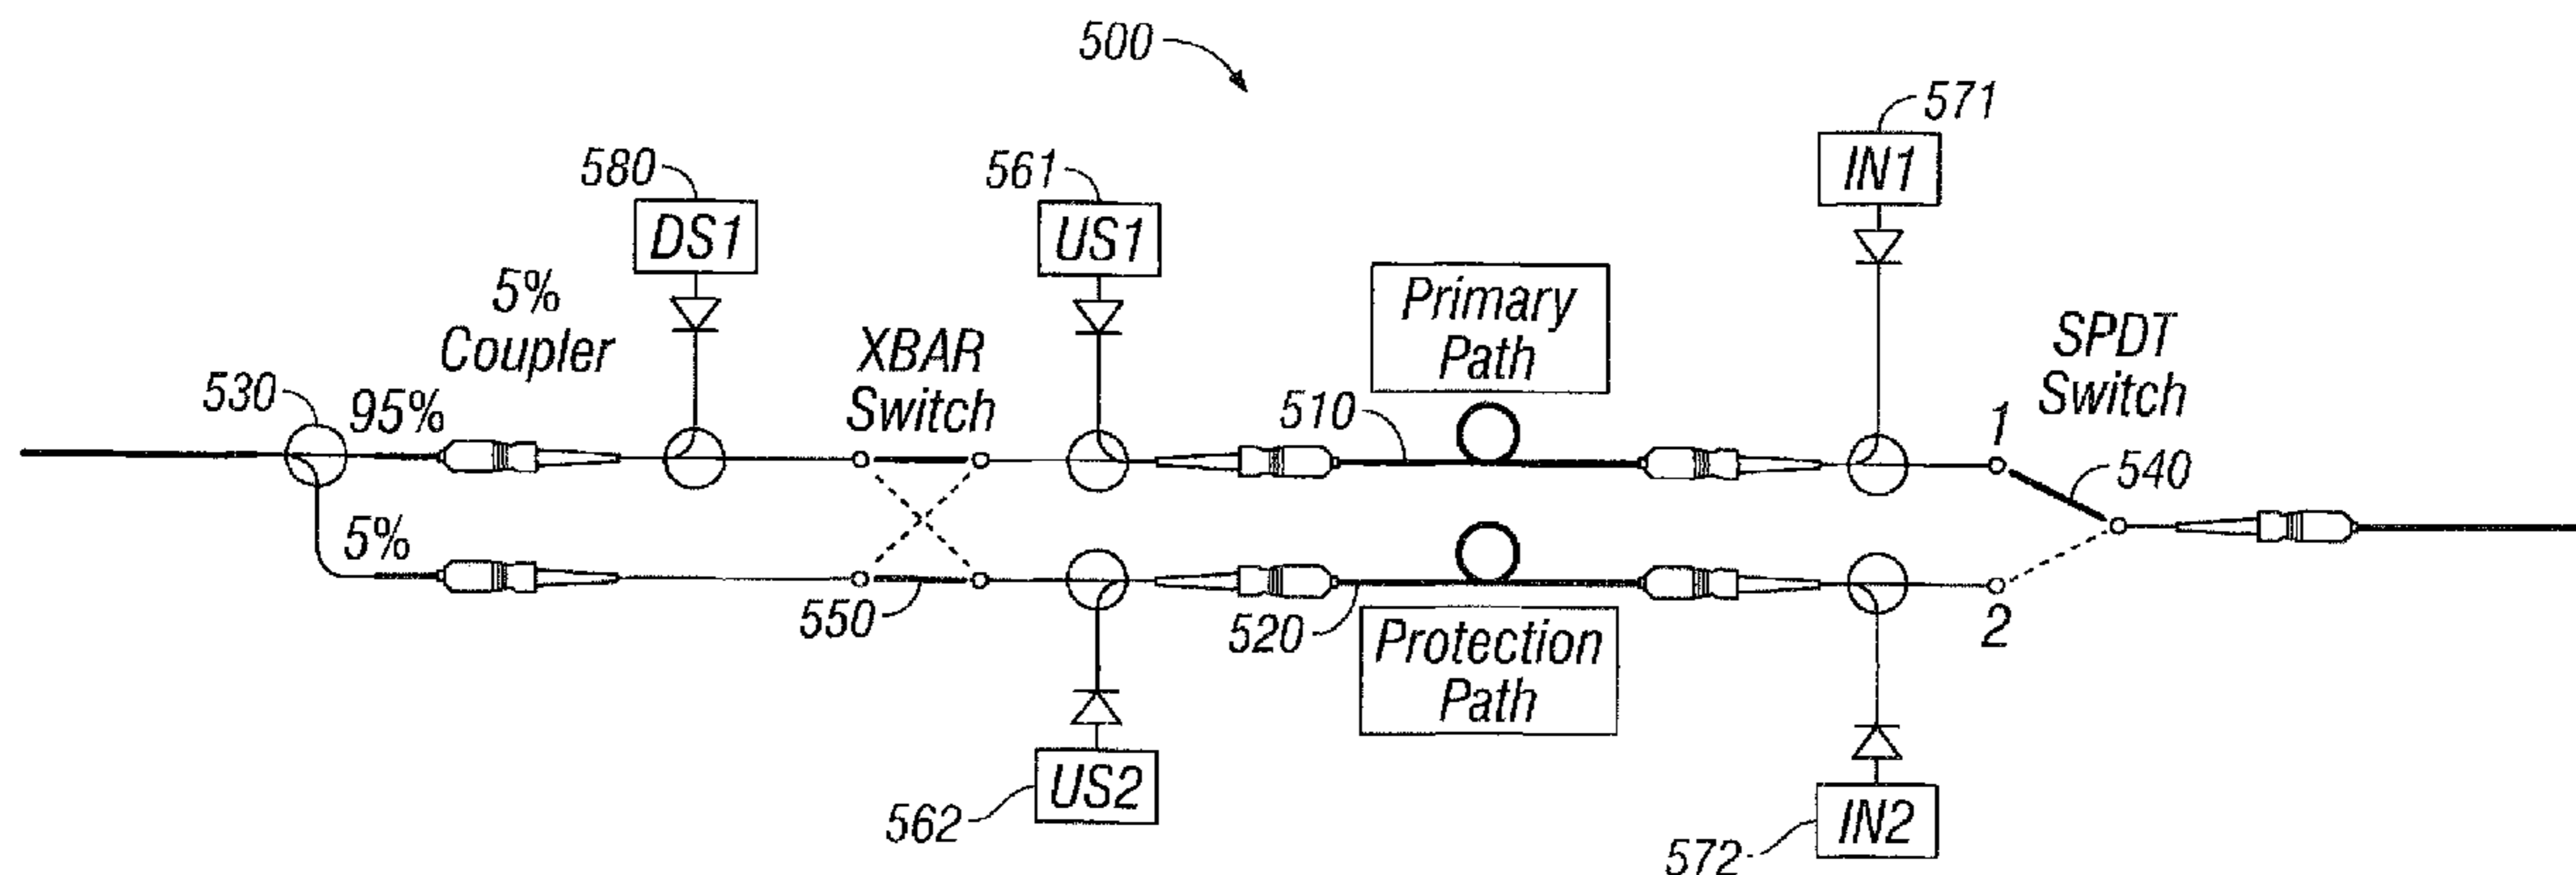 500
571
IN1
580
DS1
561
US1
5%
Coupler
XBAR
Switch
Primary
Path
SPDT
Switch
530
95%
510
1
540
5%
550
520
Protection
Path
2
562
US2
572
IN2